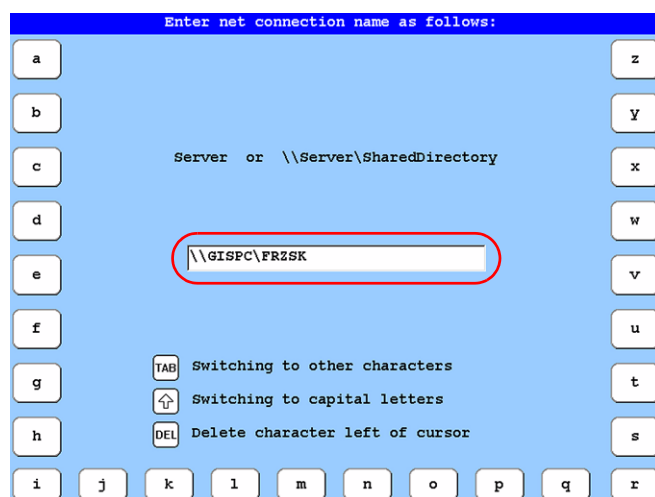 Enter net connection name as follows:
a
z
b
y
c
Server or \\Server\SharedDirectory
x
d
w
\\GISPC\FRZSK
e
v
f
u
TAB Switching to other characters
g
t
⇧ Switching to capital letters
h
DEL Delete character left of cursor
s
i j k l m n o p q r